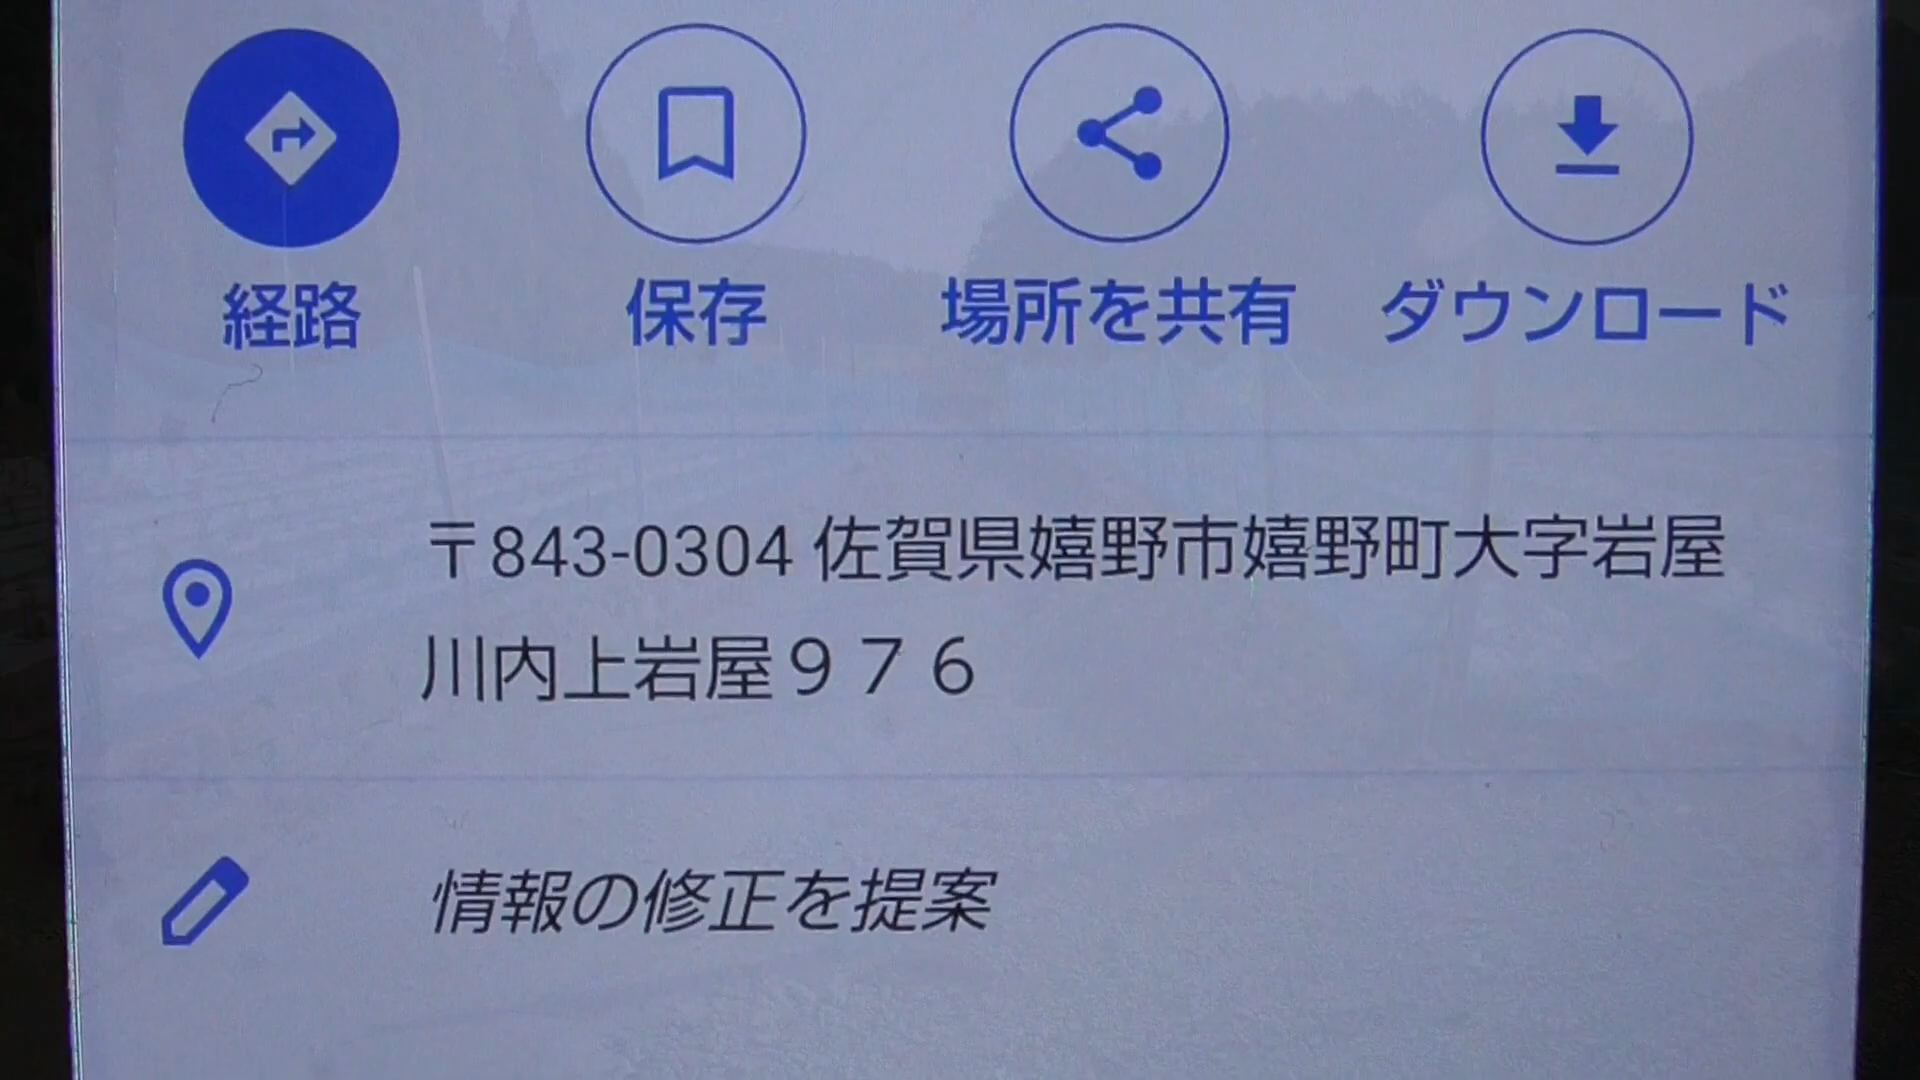 経路 保存 場所を共有 ダウンロード
〒843-0304 佐賀県嬉野市嬉野町大字岩屋
川内上岩屋９７６
情報の修正を提案